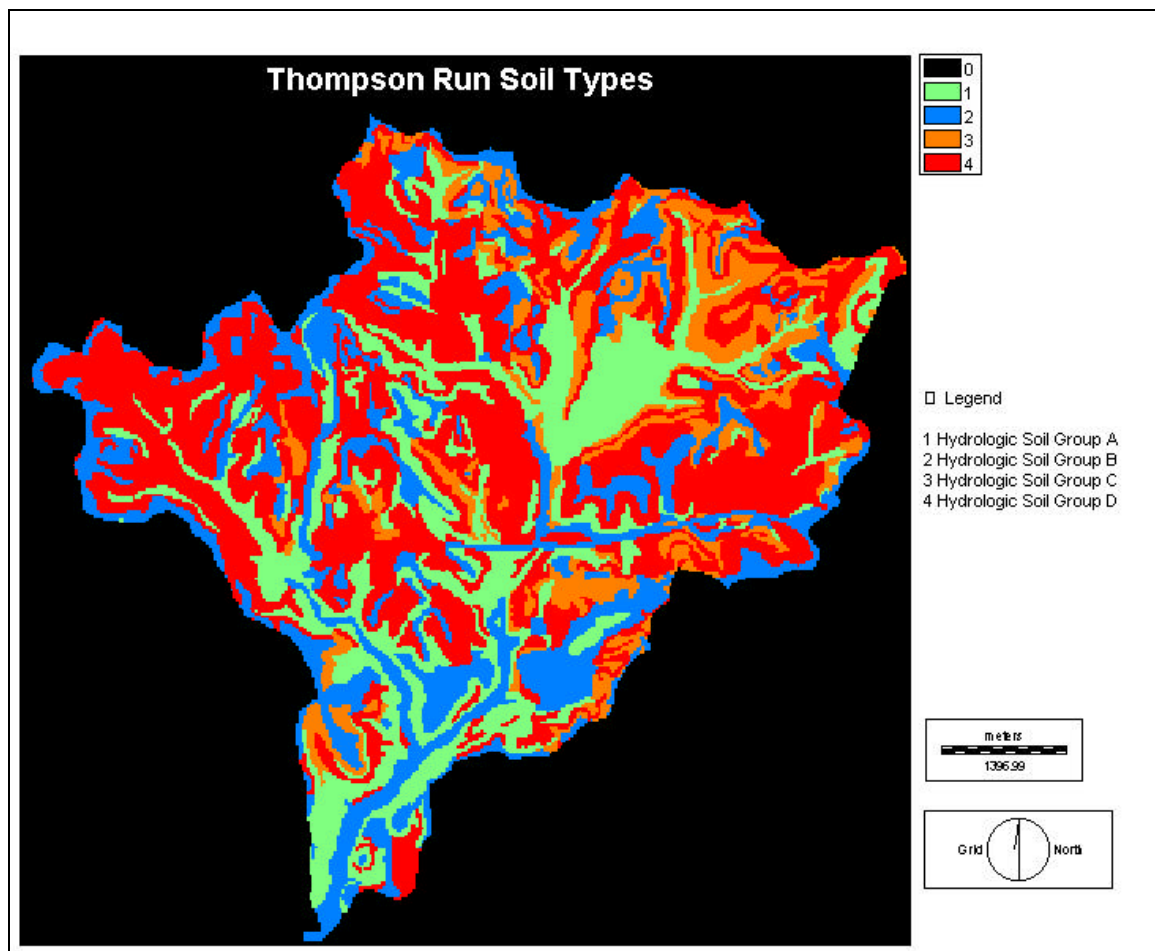 Thompson Run Soil Types
0
1
2
3
4
Legend
1 Hydrologic Soil Group A
2 Hydrologic Soil Group B
3 Hydrologic Soil Group C
4 Hydrologic Soil Group D
meters
1396.99
Grid North